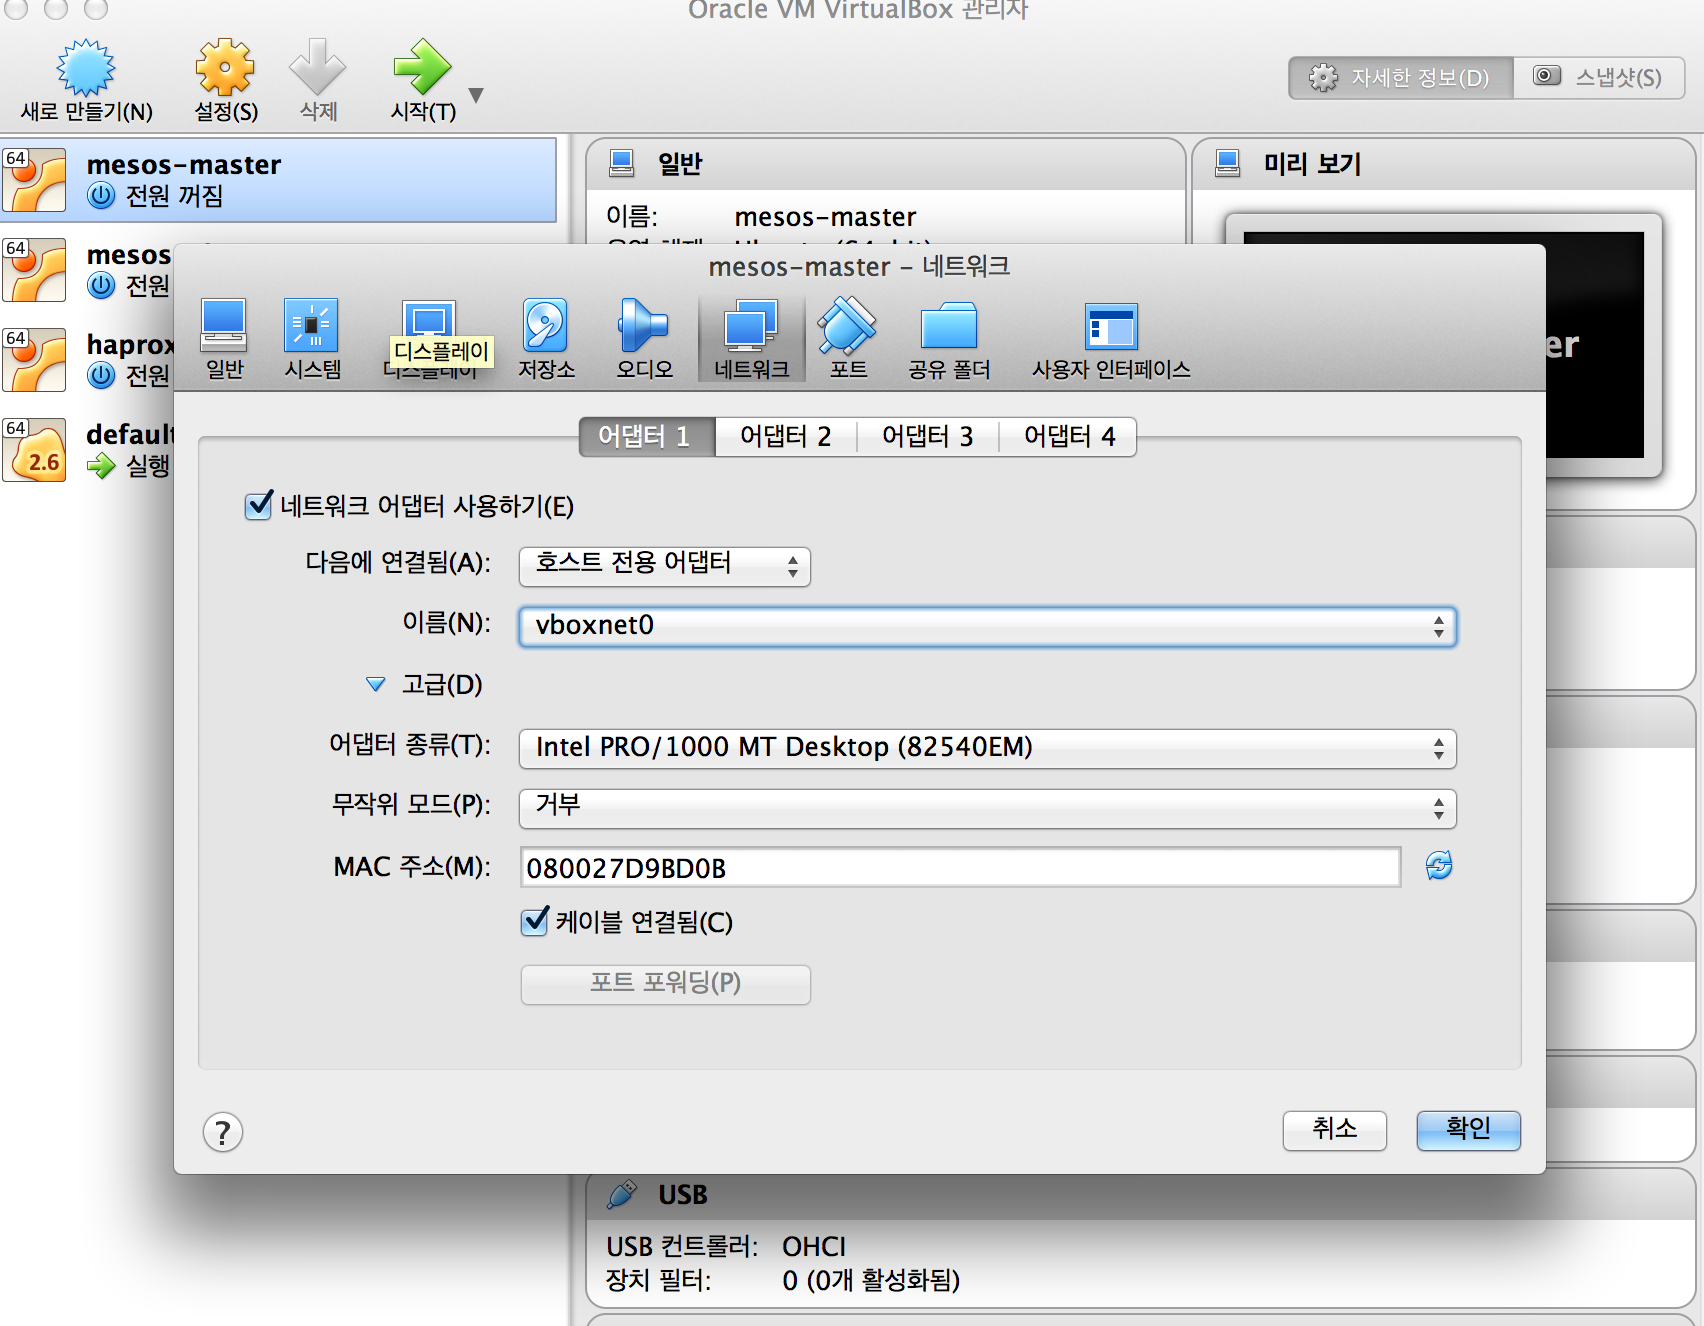 Oracle VM VirtualBox 관리자
새로 만들기(N)
설정(S)
삭제
시작(T)
자세한 정보(D)
스냅샷(S)
64
mesos-master
전원 꺼짐
64
mesos
전원
64
haprox
전원
64
2.6
default
실행
일반
이름: mesos-master
미리 보기
er
mesos-master - 네트워크
일반
시스템
디스플레이
디스플레이
저장소
오디오
네트워크
포트
공유 폴더
사용자 인터페이스
어댑터 1
어댑터 2
어댑터 3
어댑터 4
네트워크 어댑터 사용하기(E)
다음에 연결됨(A): 호스트 전용 어댑터
이름(N): vboxnet0
고급(D)
어댑터 종류(T): Intel PRO/1000 MT Desktop (82540EM)
무작위 모드(P): 거부
MAC 주소(M): 080027D9BD0B
케이블 연결됨(C)
포트 포워딩(P)
?
취소
확인
USB
USB 컨트롤러: OHCI
장치 필터: 0 (0개 활성화됨)